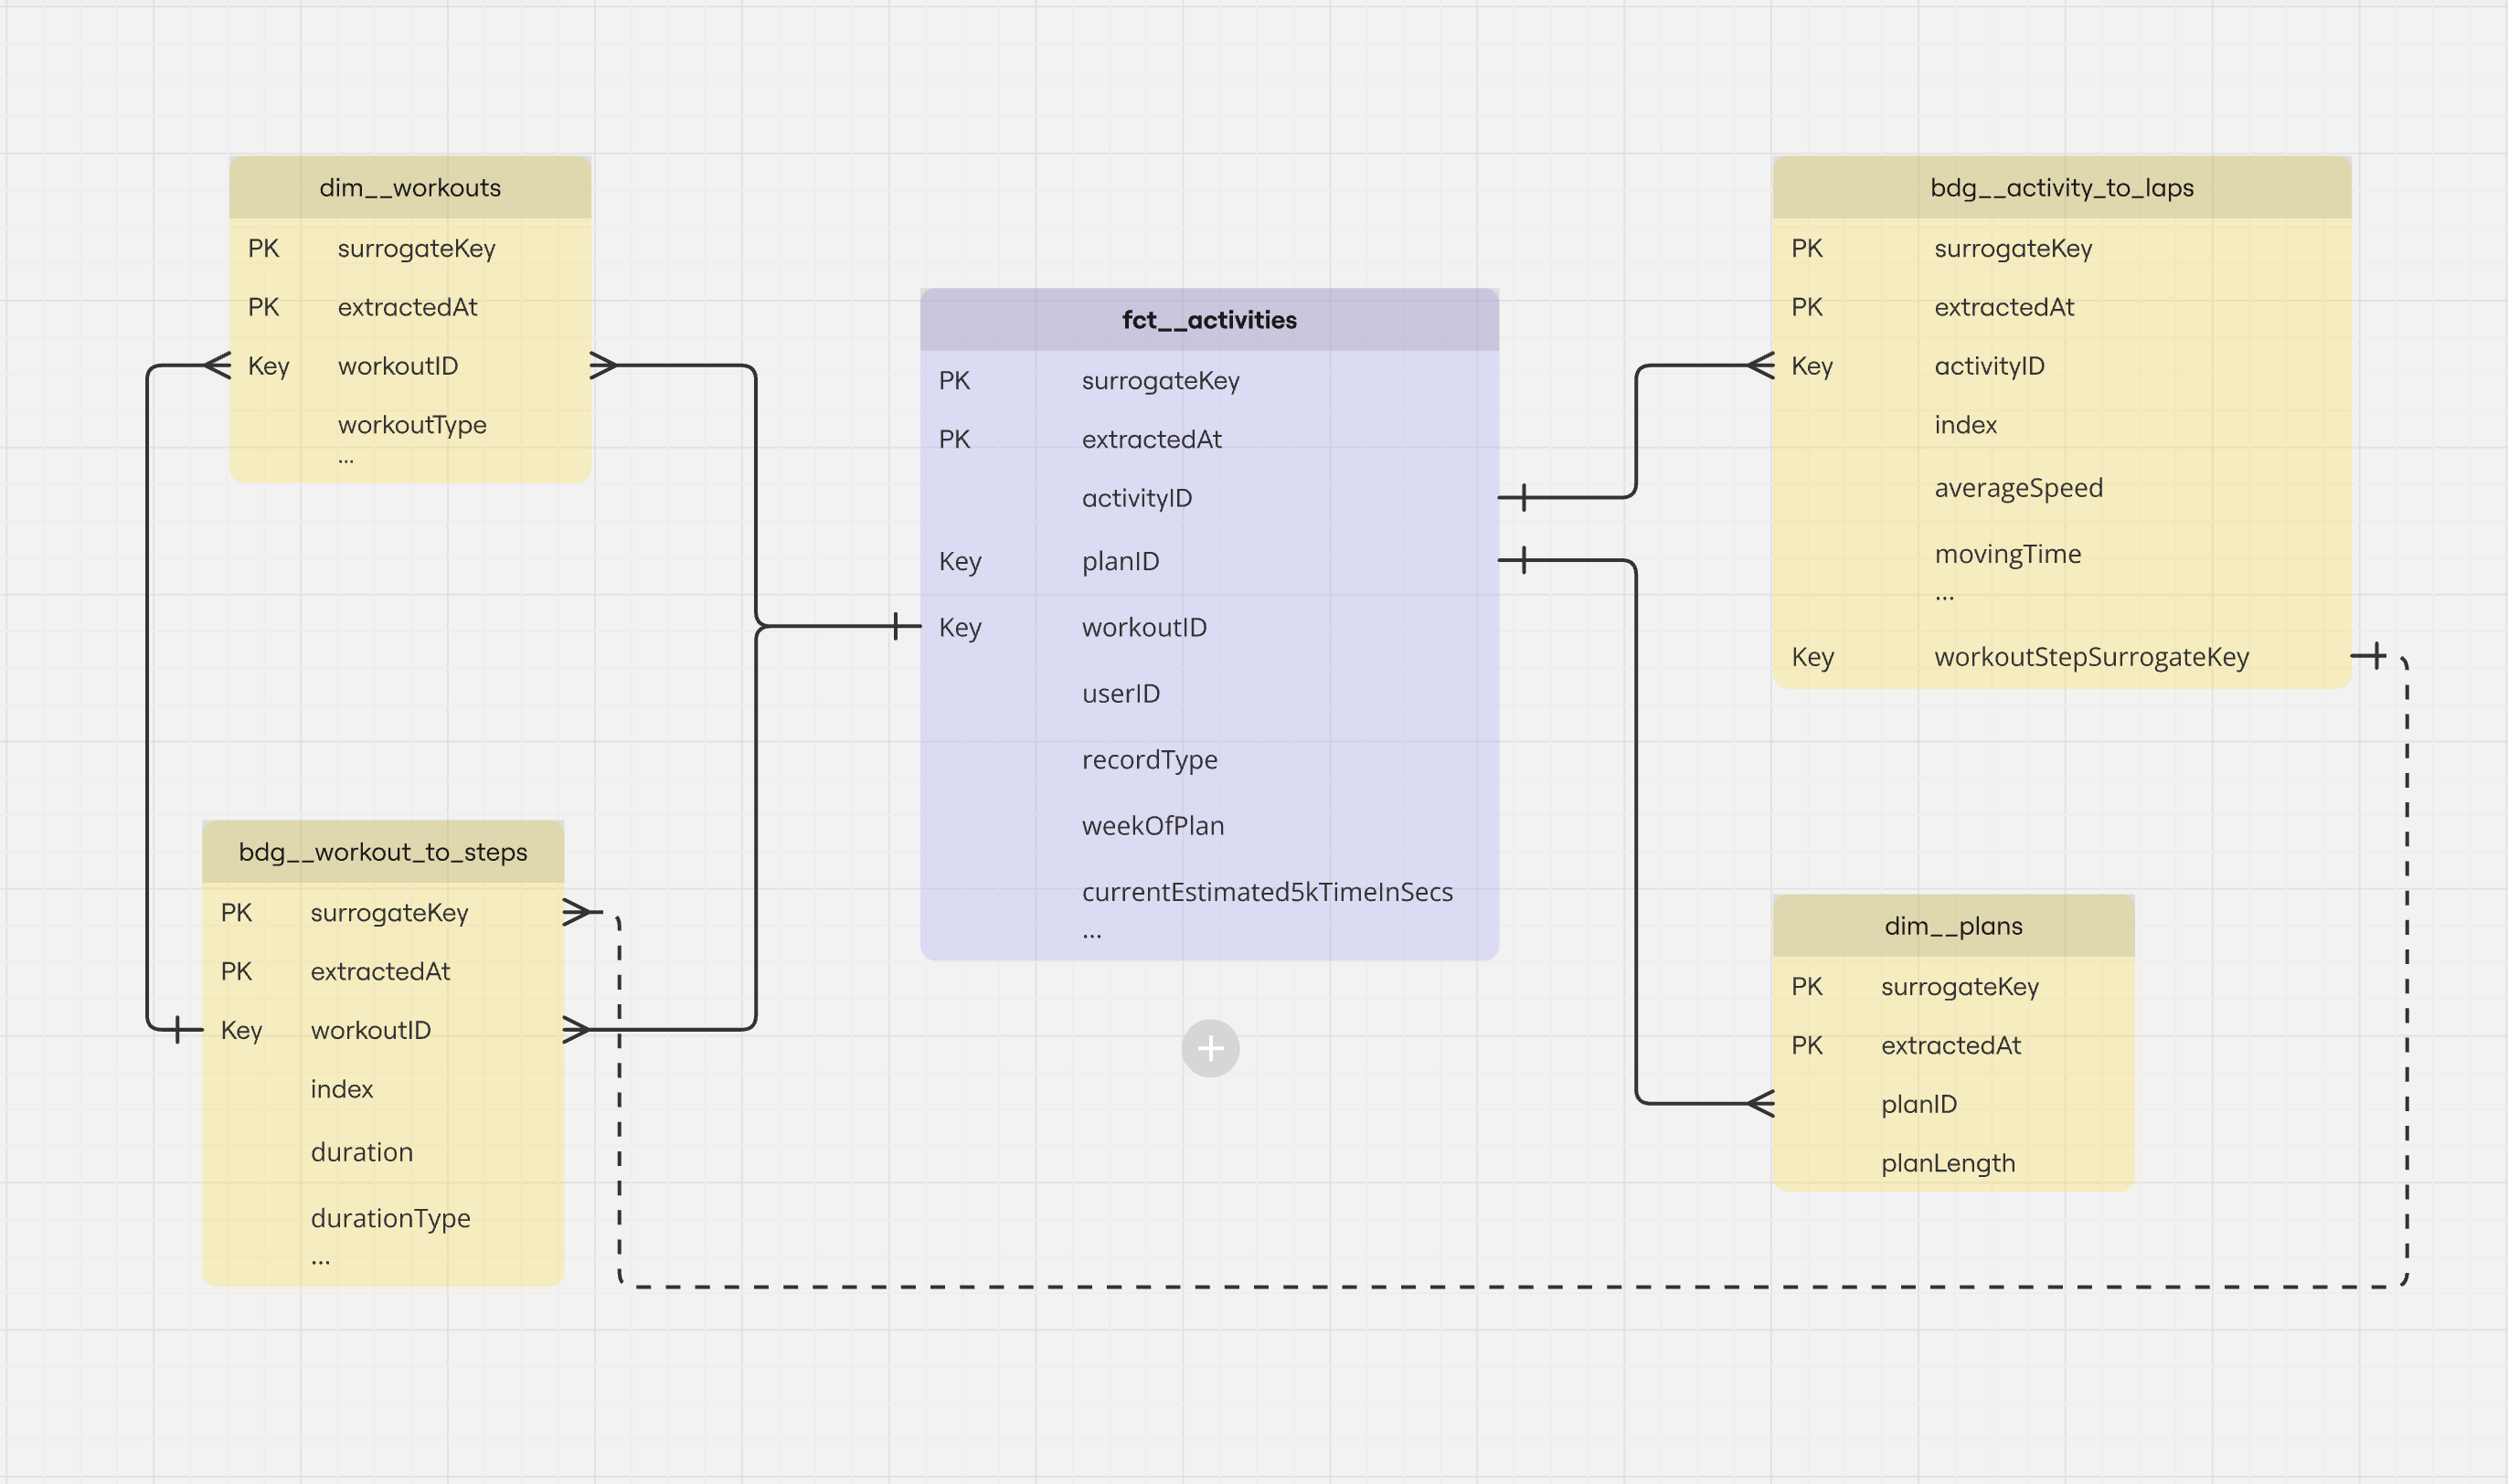 dim__workouts
PK surrogateKey
PK extractedAt
Key workoutID
workoutType
...
bdg__workout_to_steps
PK surrogateKey
PK extractedAt
Key workoutID
index
duration
durationType
...
fct__activities
PK surrogateKey
PK extractedAt
activityID
Key planID
Key workoutID
userID
recordType
weekOfPlan
currentEstimated5kTimeInSecs
...
bdg__activity_to_laps
PK surrogateKey
PK extractedAt
Key activityID
index
averageSpeed
movingTime
...
Key workoutStepSurrogateKey
dim__plans
PK surrogateKey
PK extractedAt
planID
planLength